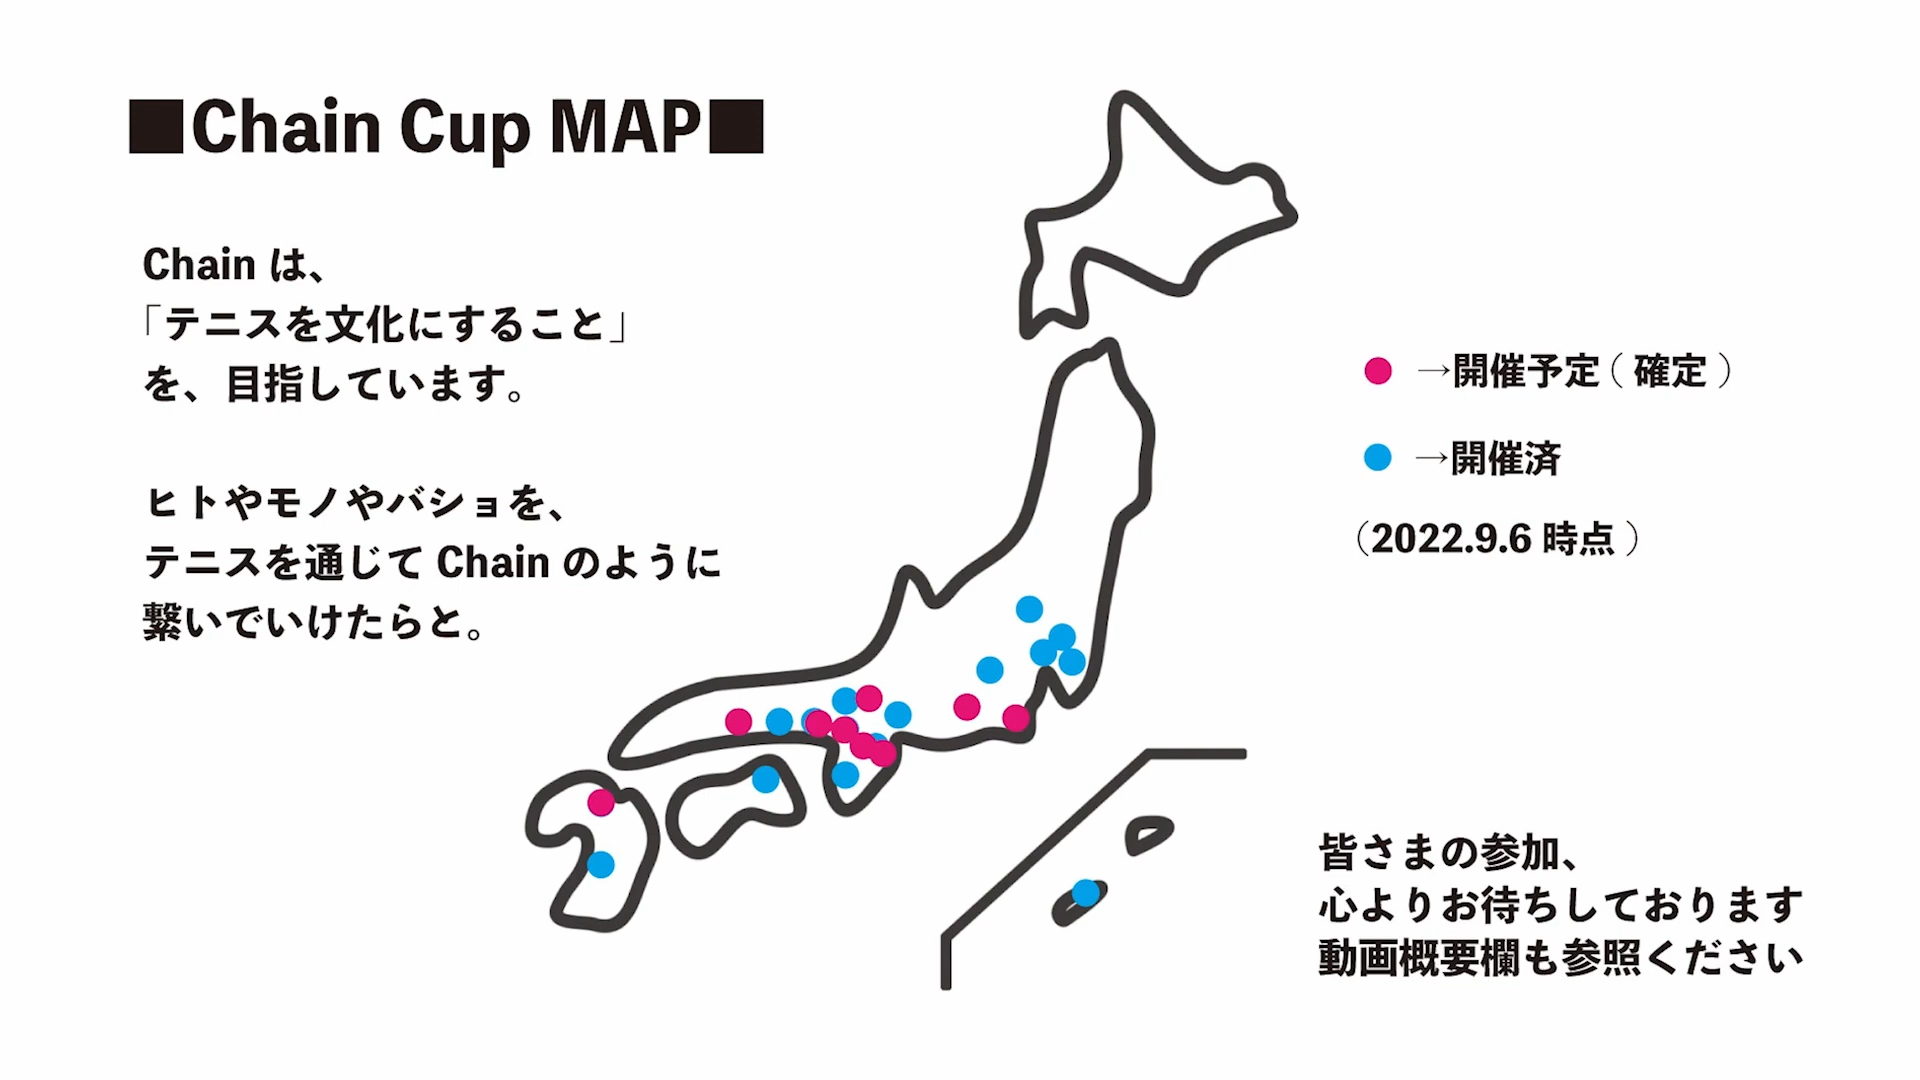 ■Chain Cup MAP■
Chain は、
「テニスを文化にすること」
を、目指しています。
ヒトやモノやバショを、
テニスを通じて Chain のように
繋いでいけたらと。
→開催予定（確定）
→開催済
（2022.9.6 時点）
皆さまの参加、
心よりお待ちしております
動画概要欄も参照ください